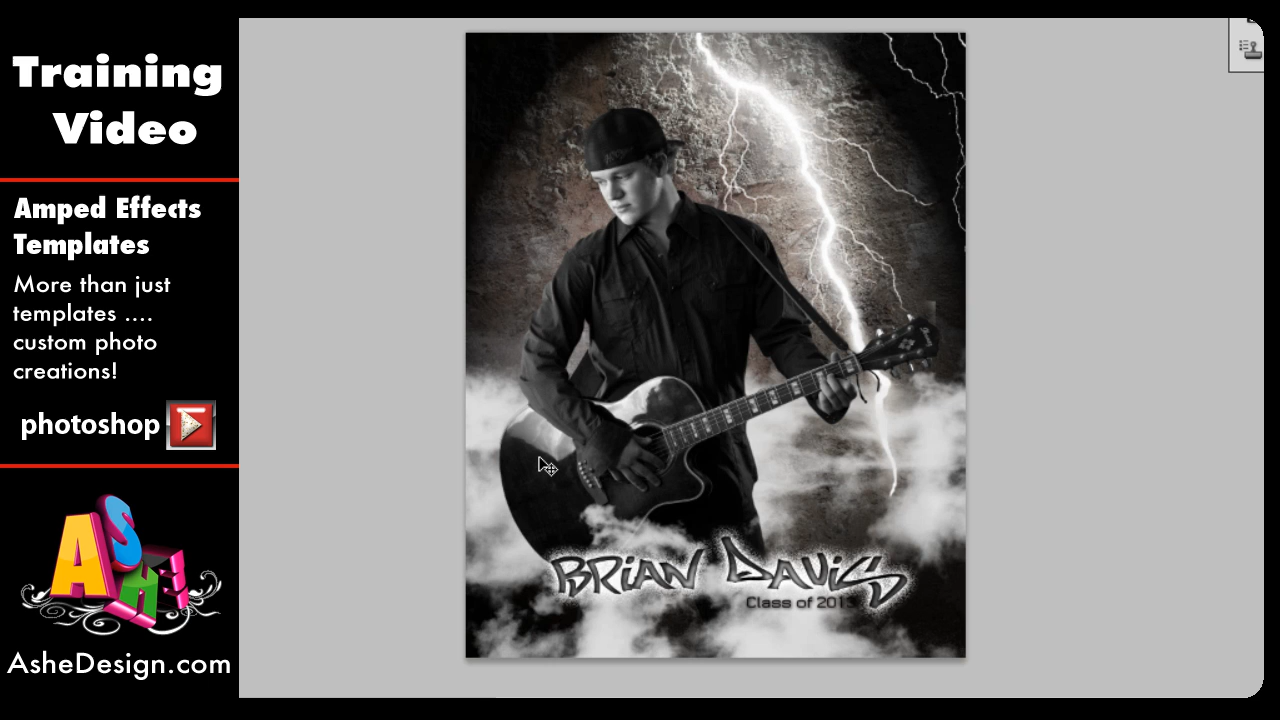 Training
Video
Amped Effects
Templates
More than just
templates ....
custom photo
creations!
photoshop
ASHE
AsheDesign.com
BRiAN DAViS
Class of 2013